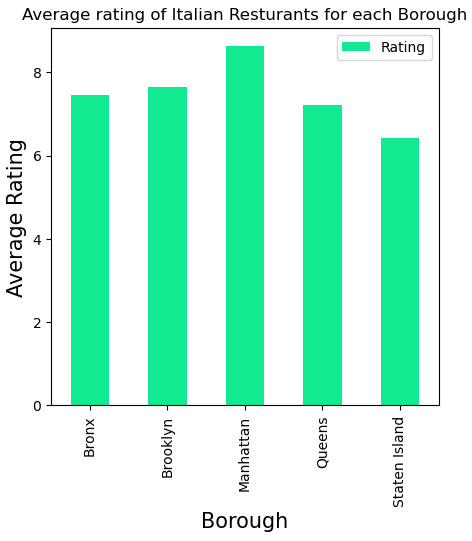 Average rating of Italian Resturants for each Borough
Rating
8
6
4
2
0
Average Rating
Bronx
Brooklyn
Manhattan
Queens
Staten Island
Borough